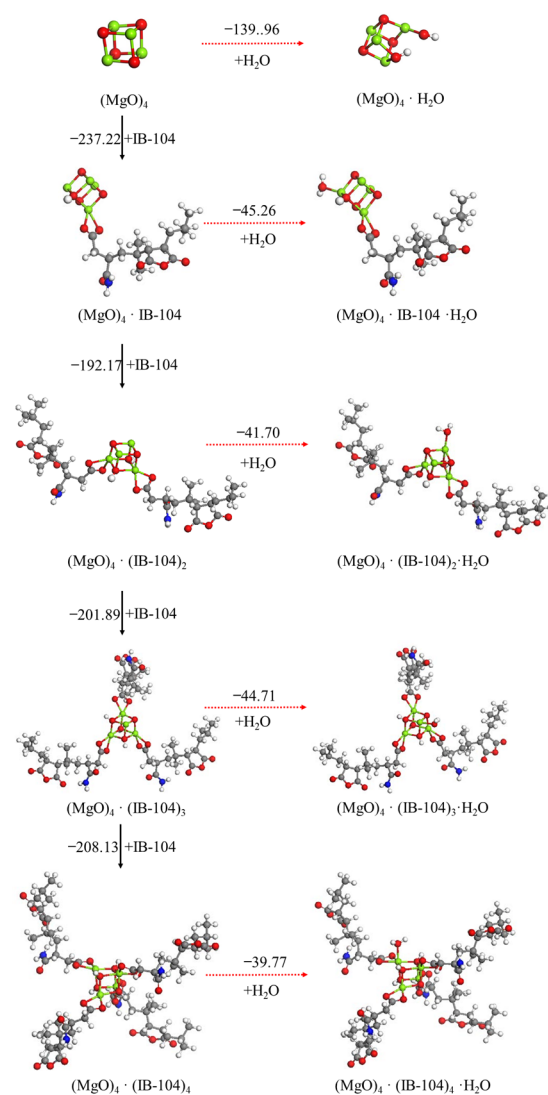 −139..96
+H₂O
(MgO)₄
(MgO)₄ · H₂O
−237.22 +IB-104
−45.26
+H₂O
(MgO)₄ · IB-104
(MgO)₄ · IB-104 ·H₂O
−192.17 +IB-104
−41.70
+H₂O
(MgO)₄ · (IB-104)₂
(MgO)₄ · (IB-104)₂·H₂O
−201.89 +IB-104
−44.71
+H₂O
(MgO)₄ · (IB-104)₃
(MgO)₄ · (IB-104)₃·H₂O
−208.13 +IB-104
−39.77
+H₂O
(MgO)₄ · (IB-104)₄
(MgO)₄ · (IB-104)₄ ·H₂O